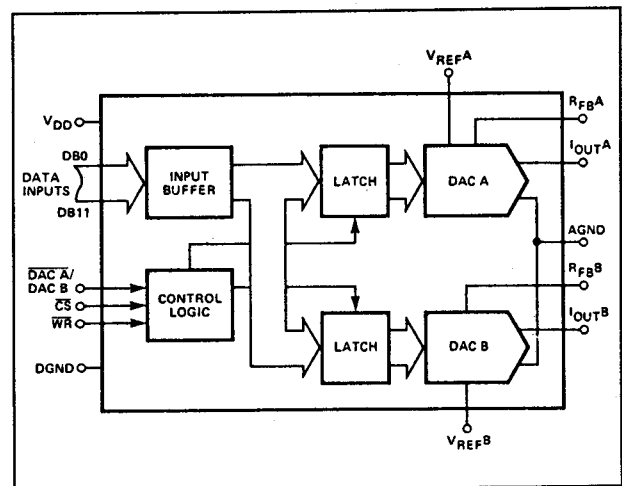 VREFA
RFBA
VDD
IOUTA
DB0
DATA INPUTS
DB11
INPUT BUFFER
LATCH
DAC A
AGND
DAC A/
DAC B
CS
WR
CONTROL LOGIC
RFBB
IOUTB
LATCH
DAC B
DGND
VREFB